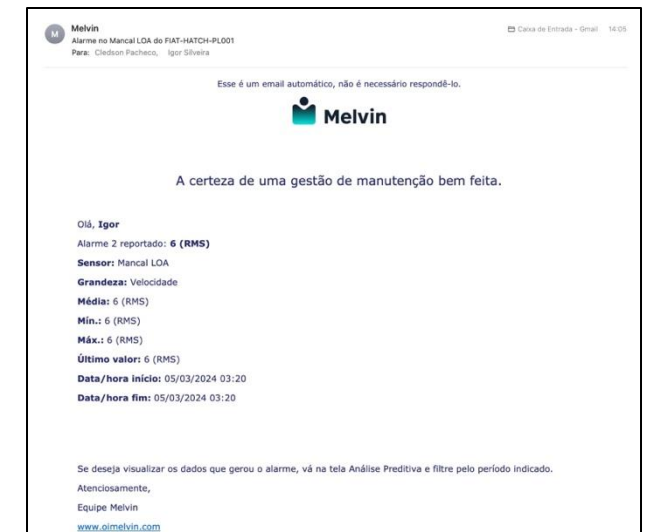 M
Melvin
Caixa de Entrada - Gmail 14:05
Alarme no Mancal LOA do FIAT-HATCH-PL001
Para: Cledson Pacheco, Igor Silveira
Esse é um email automático, não é necessário respondê-lo.
Melvin
A certeza de uma gestão de manutenção bem feita.
Olá, Igor
Alarme 2 reportado: 6 (RMS)
Sensor: Mancal LOA
Grandeza: Velocidade
Média: 6 (RMS)
Mín.: 6 (RMS)
Máx.: 6 (RMS)
Último valor: 6 (RMS)
Data/hora início: 05/03/2024 03:20
Data/hora fim: 05/03/2024 03:20
Se deseja visualizar os dados que gerou o alarme, vá na tela Análise Preditiva e filtre pelo período indicado.
Atenciosamente,
Equipe Melvin
www.oimelvin.com